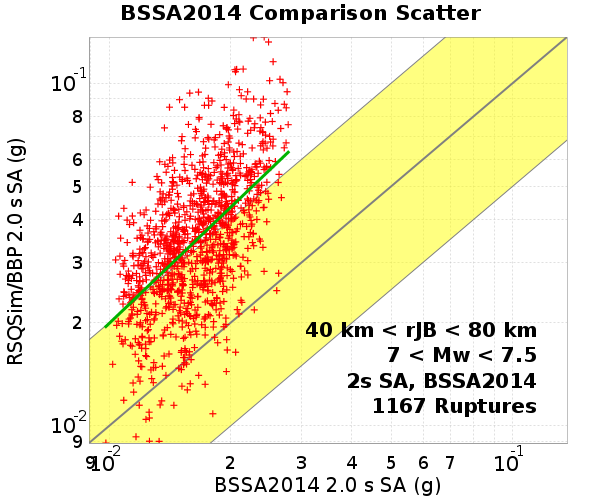 BSSA2014 Comparison Scatter
RSQSim/BBP 2.0 s SA (g)
10-1
8
6
5
4
3
2
10-2
9
40 km < rJB < 80 km
7 < Mw < 7.5
2s SA, BSSA2014
1167 Ruptures
9 10-2 2 3 4 5 6 7 10-1
BSSA2014 2.0 s SA (g)